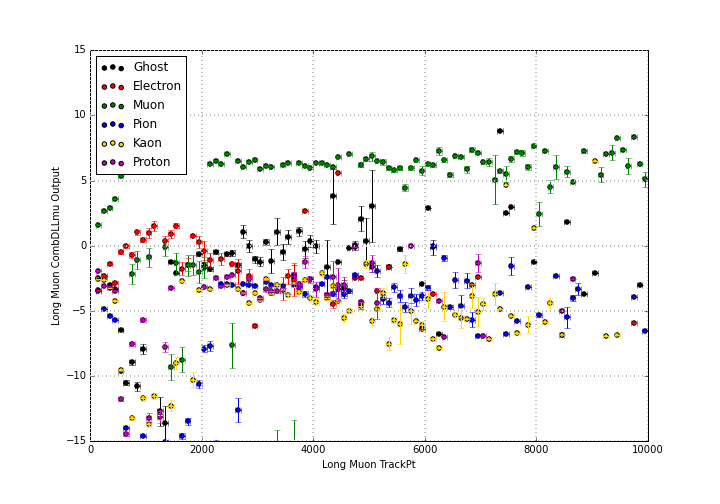 15
10
5
0
−5
−10
−15
Long Muon CombDLLmu Output
Ghost
Electron
Muon
Pion
Kaon
Proton
0 2000 4000 6000 8000 10000
Long Muon TrackPt